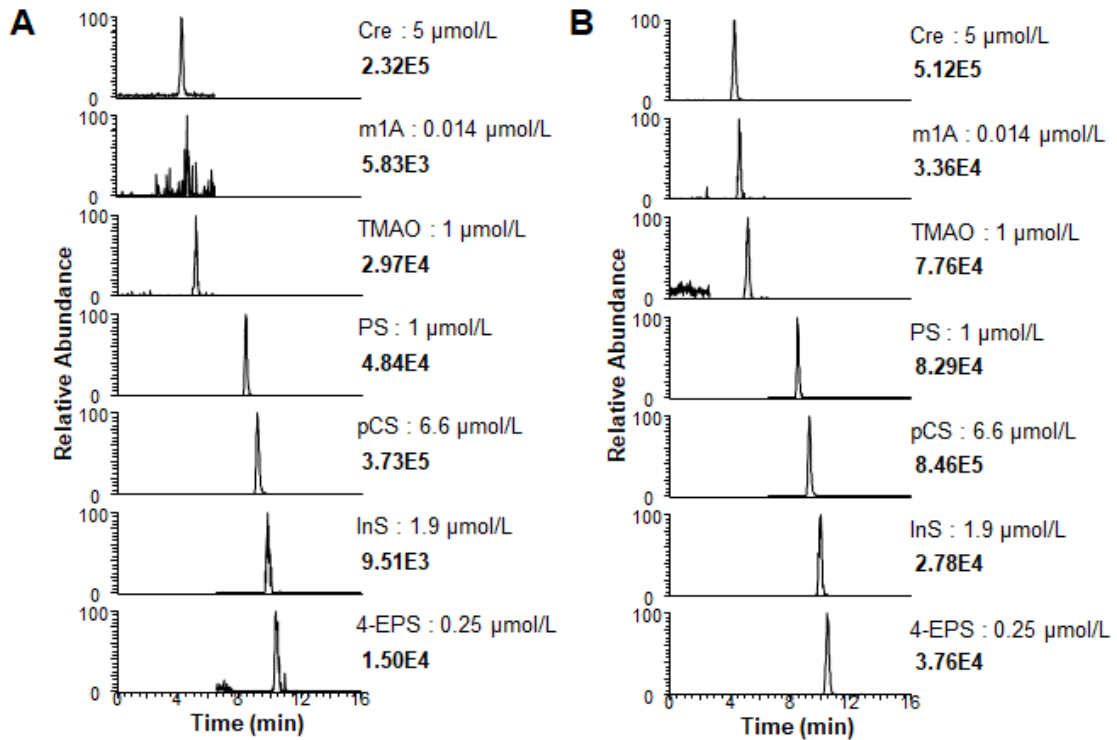 A
Relative Abundance
100
0
Cre : 5 µmol/L
2.32E5
100
0
m1A : 0.014 µmol/L
5.83E3
100
0
TMAO : 1 µmol/L
2.97E4
100
0
PS : 1 µmol/L
4.84E4
100
0
pCS : 6.6 µmol/L
3.73E5
100
0
InS : 1.9 µmol/L
9.51E3
100
0
4-EPS : 0.25 µmol/L
1.50E4
0 4 8 12 16
Time (min)
B
Relative Abundance
100
0
Cre : 5 µmol/L
5.12E5
100
0
m1A : 0.014 µmol/L
3.36E4
100
0
TMAO : 1 µmol/L
7.76E4
100
0
PS : 1 µmol/L
8.29E4
100
0
pCS : 6.6 µmol/L
8.46E5
100
0
InS : 1.9 µmol/L
2.78E4
100
0
4-EPS : 0.25 µmol/L
3.76E4
0 4 8 12 16
Time (min)